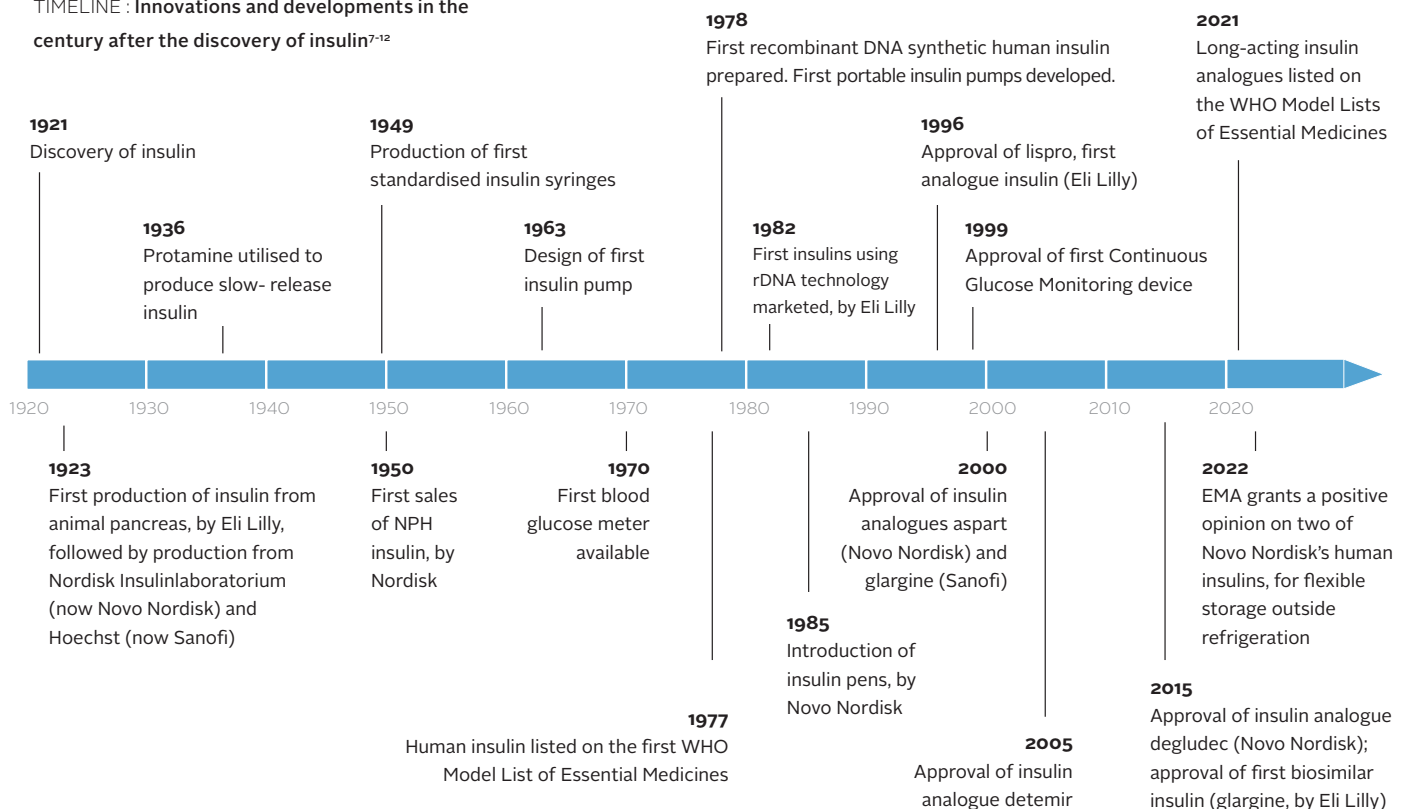 TIMELINE : Innovations and developments in the
century after the discovery of insulin7-12
1921
Discovery of insulin
1936
Protamine utilised to
produce slow- release
insulin
1949
Production of first
standardised insulin syringes
1963
Design of first
insulin pump
1978
First recombinant DNA synthetic human insulin
prepared. First portable insulin pumps developed.
1982
First insulins using
rDNA technology
marketed, by Eli Lilly
1996
Approval of lispro, first
analogue insulin (Eli Lilly)
1999
Approval of first Continuous
Glucose Monitoring device
2021
Long-acting insulin
analogues listed on
the WHO Model Lists
of Essential Medicines
1920
1930
1940
1950
1960
1970
1980
1990
2000
2010
2020
1923
First production of insulin from
animal pancreas, by Eli Lilly,
followed by production from
Nordisk Insulinlaboratorium
(now Novo Nordisk) and
Hoechst (now Sanofi)
1950
First sales
of NPH
insulin, by
Nordisk
1970
First blood
glucose meter
available
1977
Human insulin listed on the first WHO
Model List of Essential Medicines
1985
Introduction of
insulin pens, by
Novo Nordisk
2000
Approval of insulin
analogues aspart
(Novo Nordisk) and
glargine (Sanofi)
2005
Approval of insulin
analogue detemir
2015
Approval of insulin analogue
degludec (Novo Nordisk);
approval of first biosimilar
insulin (glargine, by Eli Lilly)
2022
EMA grants a positive
opinion on two of
Novo Nordisk's human
insulins, for flexible
storage outside
refrigeration